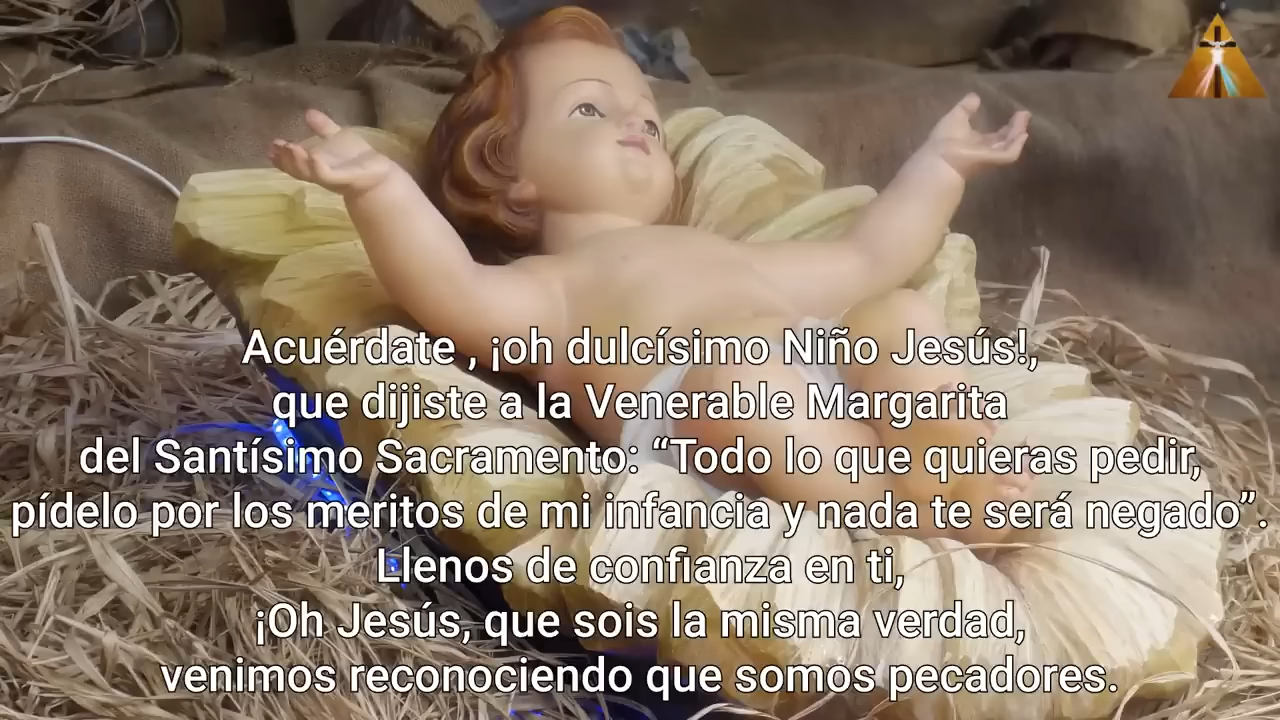 Acuérdate , ¡oh dulcísimo Niño Jesús!,
que dijiste a la Venerable Margarita
del Santísimo Sacramento: “Todo lo que quieras pedir,
pídelo por los meritos de mi infancia y nada te será negado”.
Llenos de confianza en ti,
¡Oh Jesús, que sois la misma verdad,
venimos reconociendo que somos pecadores.